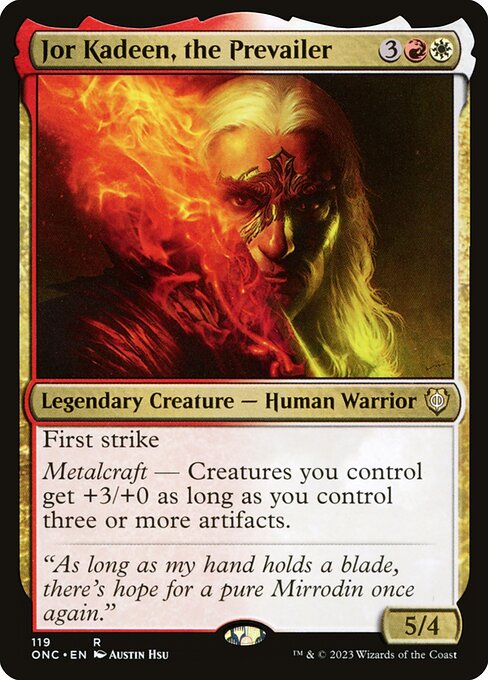 Jor Kadeen, the Prevailer 3
Legendary Creature — Human Warrior
First strike
Metalcraft — Creatures you control
get +3/+0 as long as you control
three or more artifacts.
“As long as my hand holds a blade,
there’s hope for a pure Mirrodin once
again.”
5/4
119 R
ONC • EN Austin Hsu
™ & © 2023 Wizards of the Coast